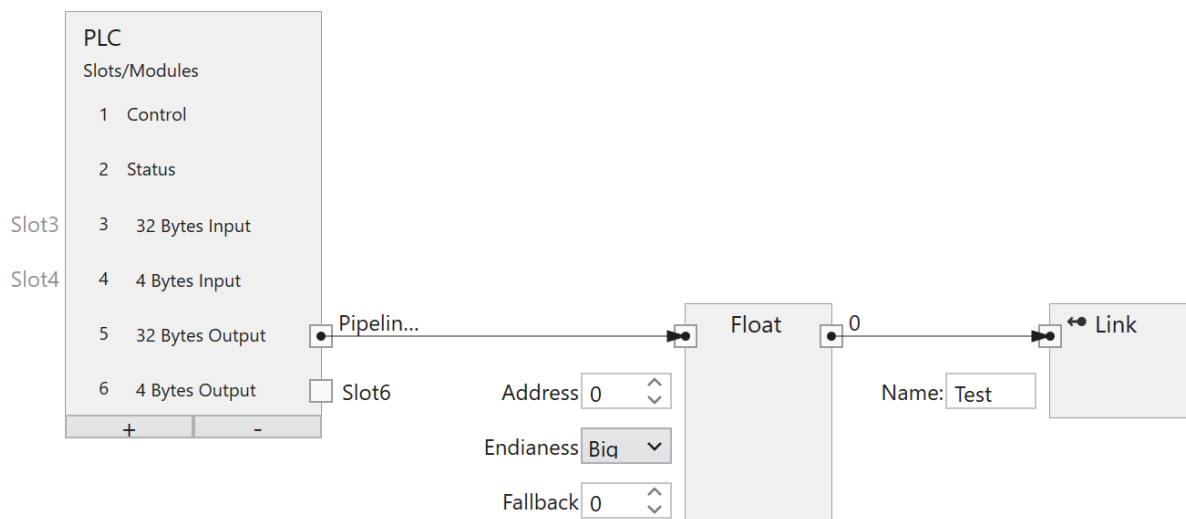 PLC
Slots/Modules
1 Control
2 Status
Slot3 3 32 Bytes Input
Slot4 4 4 Bytes Input
5 32 Bytes Output Pipelin... Float 0 Link
6 4 Bytes Output Slot6 Address 0 Name: Test
+ -
Endianess Big
Fallback 0